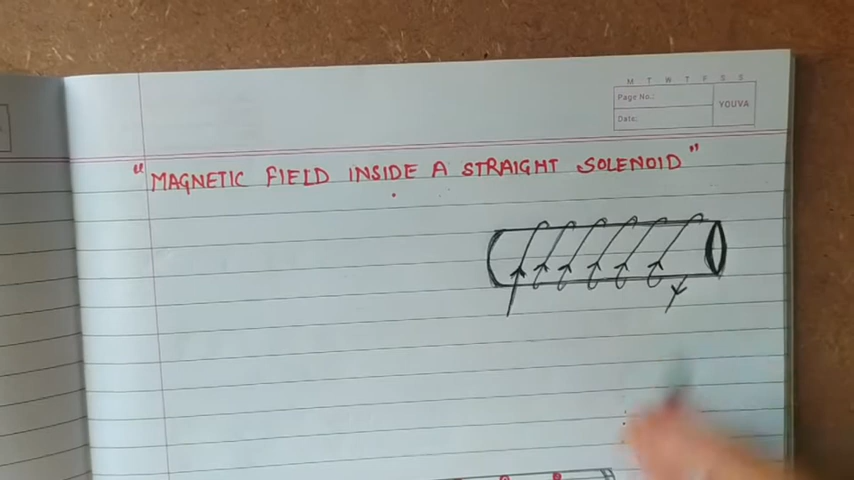 M T W T F S S
Page No.:
YOUVA
Date:
"MAGNETIC FIELD INSIDE A STRAIGHT SOLENOID"